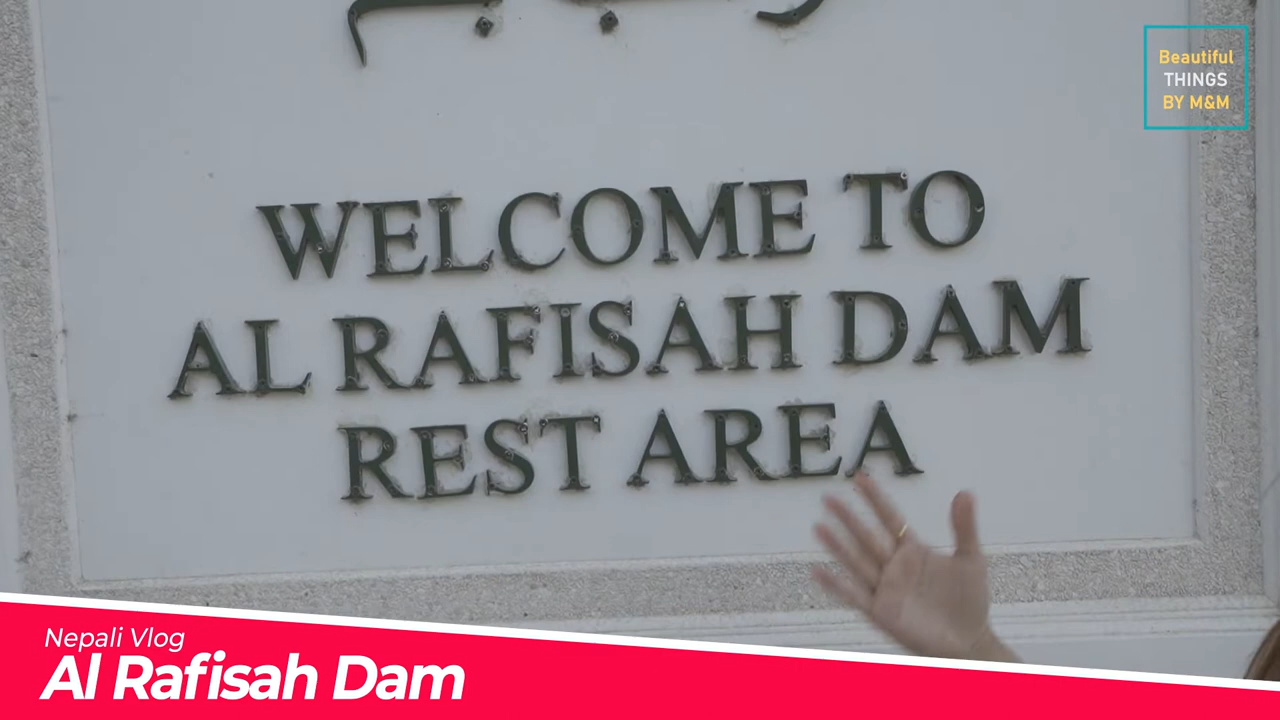 Beautiful
THINGS
BY M&M
WELCOME TO
AL RAFISAH DAM
REST AREA
Nepali Vlog
Al Rafisah Dam